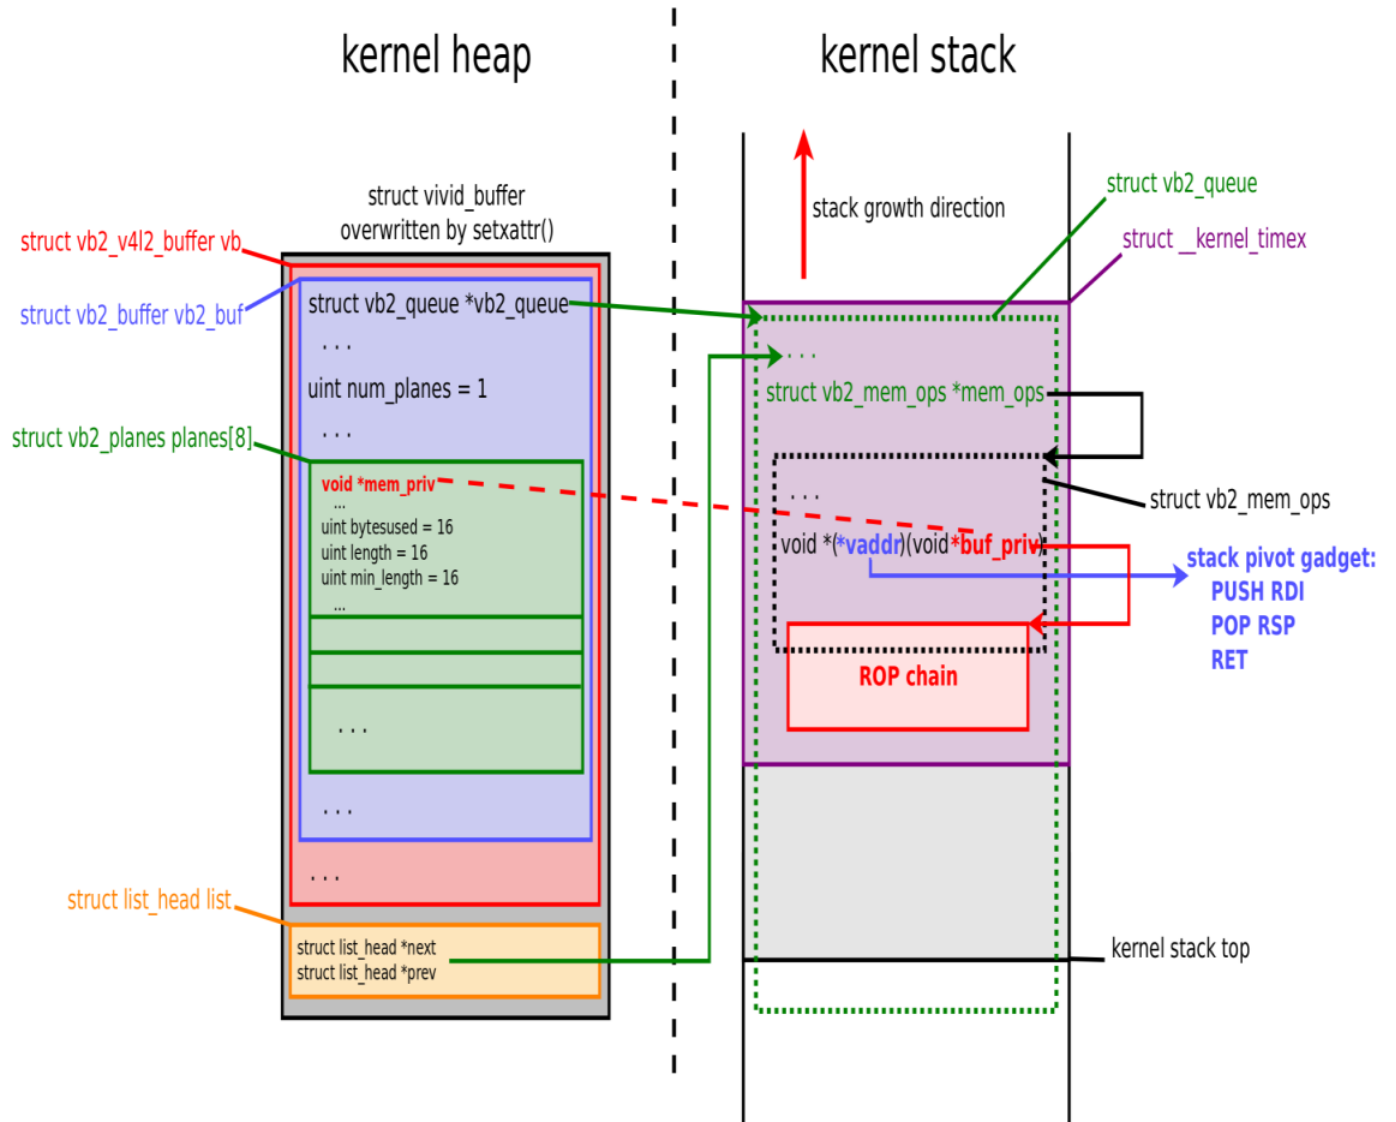 kernel heap
kernel stack
struct vivid_buffer
overwritten by setxattr()
struct vb2_v4l2_buffer vb
struct vb2_buffer vb2_buf
struct vb2_queue *vb2_queue
. . .
uint num_planes = 1
. . .
struct vb2_planes planes[8]
void *mem_priv
...
uint bytesused = 16
uint length = 16
uint min_length = 16
...
. . .
. . .
. . .
struct list_head list
struct list_head *next
struct list_head *prev
stack growth direction
struct vb2_queue
struct __kernel_timex
. . .
struct vb2_mem_ops *mem_ops
. . .
struct vb2_mem_ops
void *(*vaddr)(void*buf_priv)
stack pivot gadget:
PUSH RDI
POP RSP
RET
ROP chain
kernel stack top